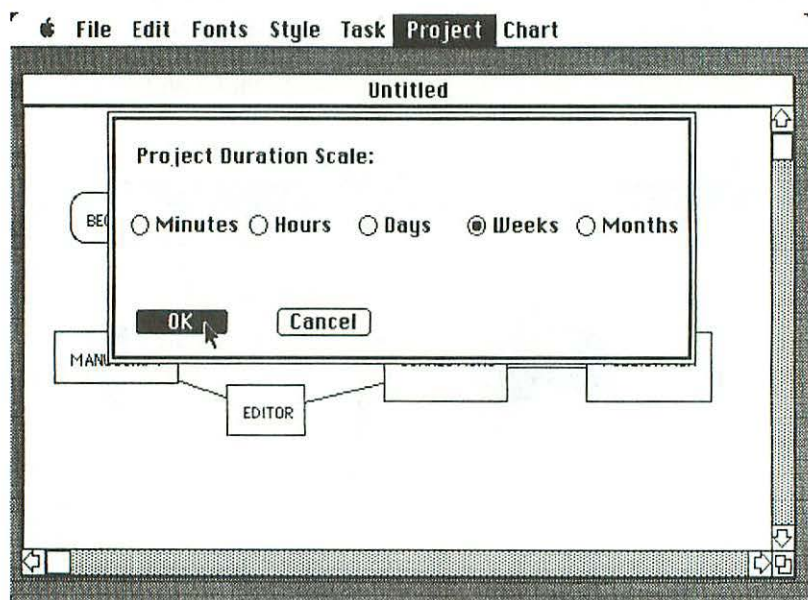 File Edit Fonts Style Task Project Chart
Untitled
Project Duration Scale:
Minutes Hours Days Weeks Months
OK Cancel
EDITOR